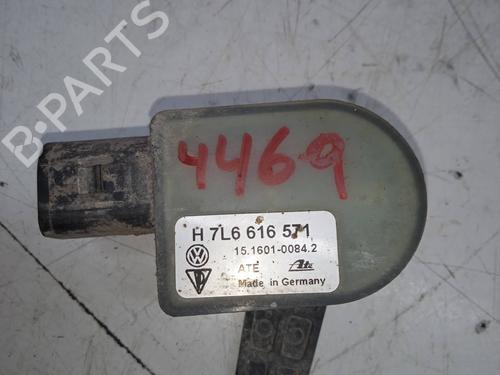 B-PARTS
4469
H 7L6 616 571
15.1601-0084.2
ATE Ate
Made in Germany